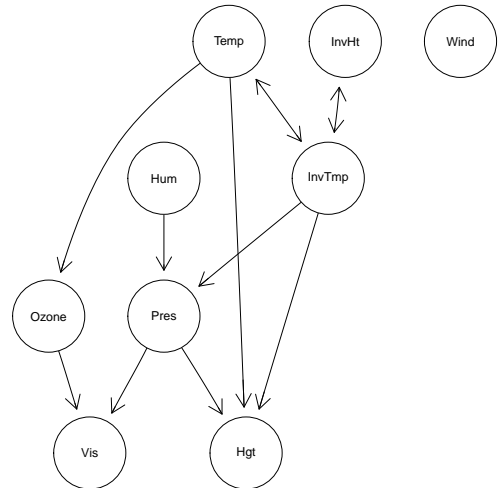 Temp
InvHt
Wind
Hum
InvTmp
Ozone
Pres
Vis
Hgt